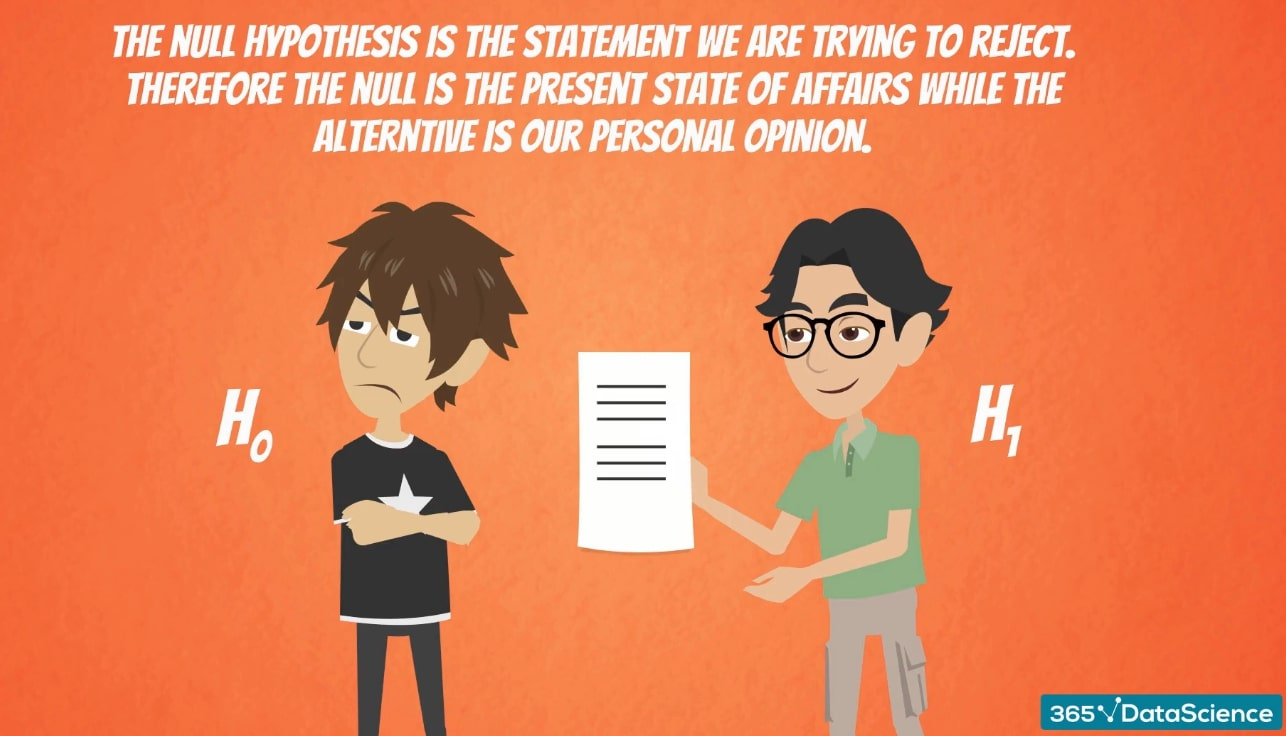 THE NULL HYPOTHESIS IS THE STATEMENT WE ARE TRYING TO REJECT.
THEREFORE THE NULL IS THE PRESENT STATE OF AFFAIRS WHILE THE
ALTERNTIVE IS OUR PERSONAL OPINION.
H0
H1
365 DataScience